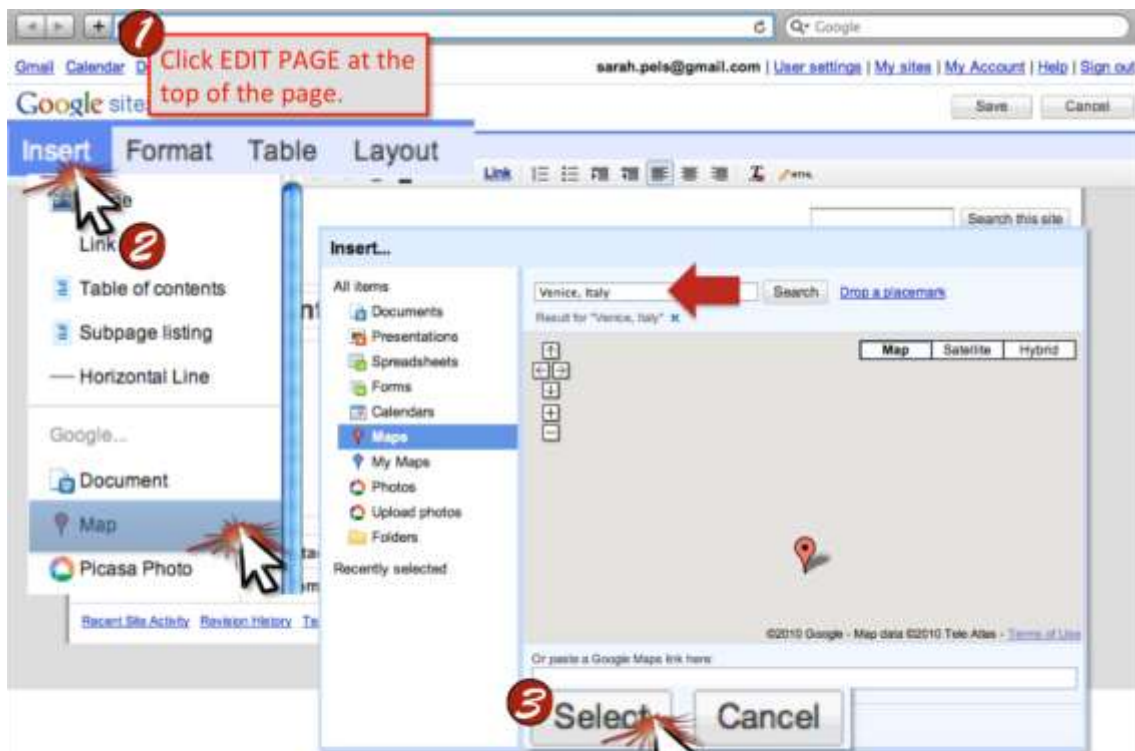 Google
1
Click EDIT PAGE at the
top of the page.
Gmail Calendar
sarah.pels@gmail.com | User settings | My sites | My Account | Help | Sign out
Google site
Save Cancel
Insert Format Table Layout
Link
Link
2
Table of contents
Subpage listing
Horizontal Line
Google...
Document
Map
Picasa Photo
Search this site
Insert...
All items
Documents
Presentations
Spreadsheets
Forms
Calendars
Maps
My Maps
Photos
Upload photos
Folders
Recently selected
Venice, Italy
Search Drop a placemark
Result for "Venice, Italy" x
Map Satellite Hybrid
©2010 Google - Map data ©2010 Tele Atlas - Terms of Use
Or paste a Google Maps link here:
3
Select Cancel
Recent Site Activity Revision History